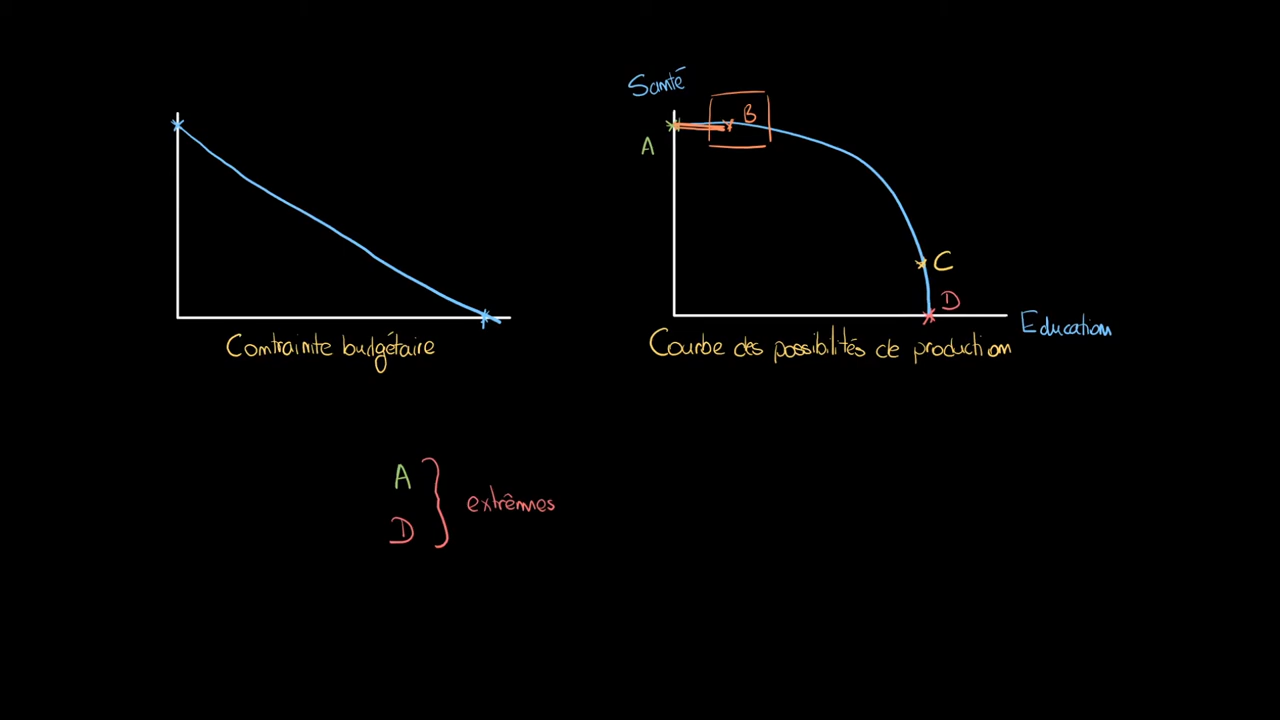 Santé
B
A
C
D
Education
Contrainte budgétaire
Courbe des possibilités de production
A
D
extrêmes